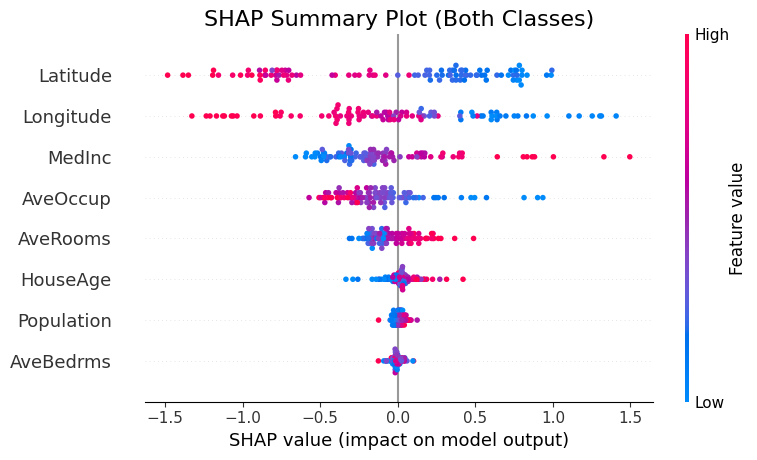 SHAP Summary Plot (Both Classes)
High
Latitude
Longitude
MedInc
AveOccup
AveRooms
HouseAge
Population
AveBedrms
Feature value
Low
−1.5 −1.0 −0.5 0.0 0.5 1.0 1.5
SHAP value (impact on model output)